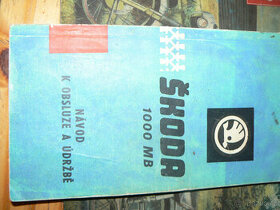 ŠKODA
1000 MB
NÁVOD
K OBSLUZE A ÚDRŽBĚ